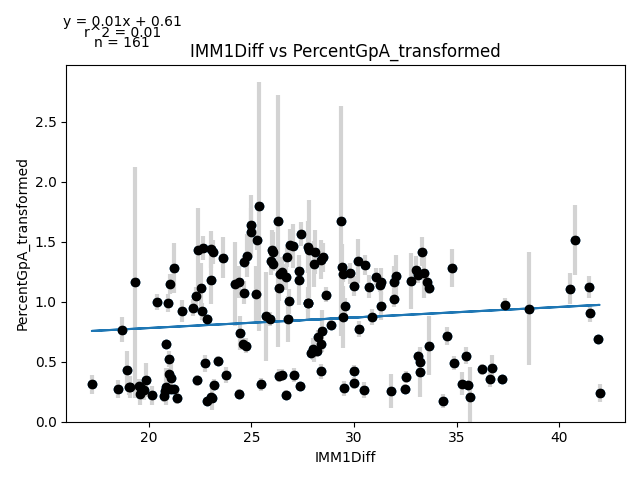 y = 0.01x + 0.61
r^2 = 0.01
n = 161
IMM1Diff vs PercentGpA_transformed
PercentGpA_transformed
2.5
2.0
1.5
1.0
0.5
0.0
20
25
30
35
40
IMM1Diff